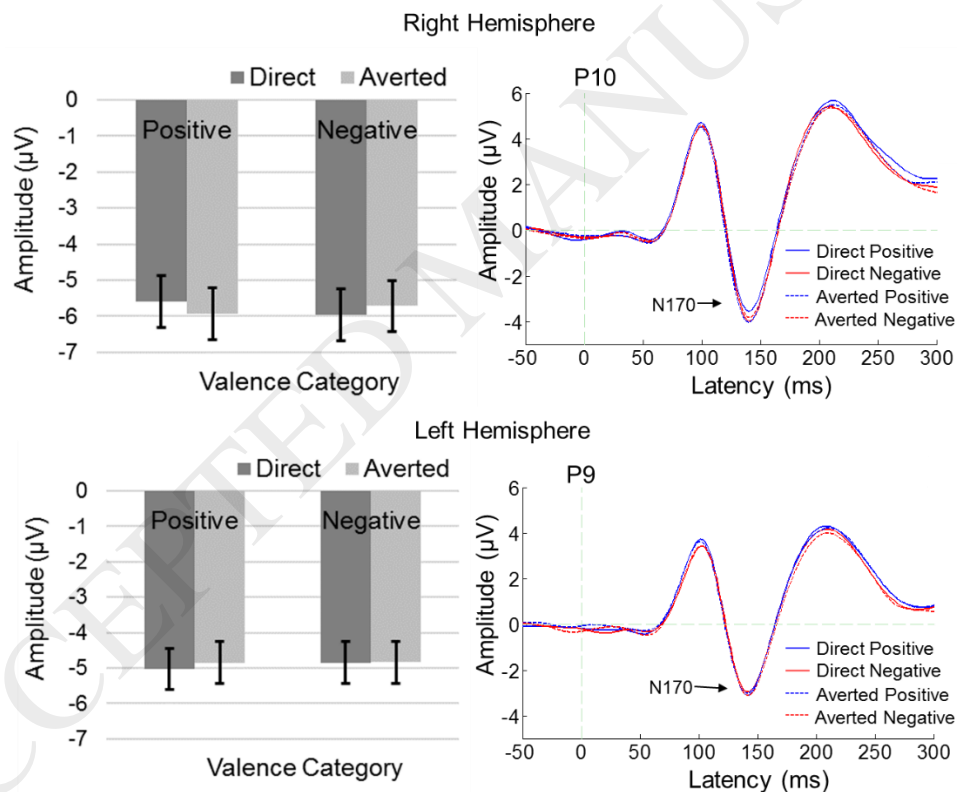 Right Hemisphere
Direct Averted
0
-1
-2
-3
-4
-5
-6
-7
Amplitude (µV)
Positive Negative
Valence Category
P10
6
4
2
0
-2
-4
Amplitude (µV)
N170
Direct Positive
Direct Negative
Averted Positive
Averted Negative
-50 0 50 100 150 200 250 300
Latency (ms)
Left Hemisphere
Direct Averted
0
-1
-2
-3
-4
-5
-6
-7
Amplitude (µV)
Positive Negative
Valence Category
P9
6
4
2
0
-2
-4
Amplitude (µV)
N170
Direct Positive
Direct Negative
Averted Positive
Averted Negative
-50 0 50 100 150 200 250 300
Latency (ms)
CCEPTED MANUS